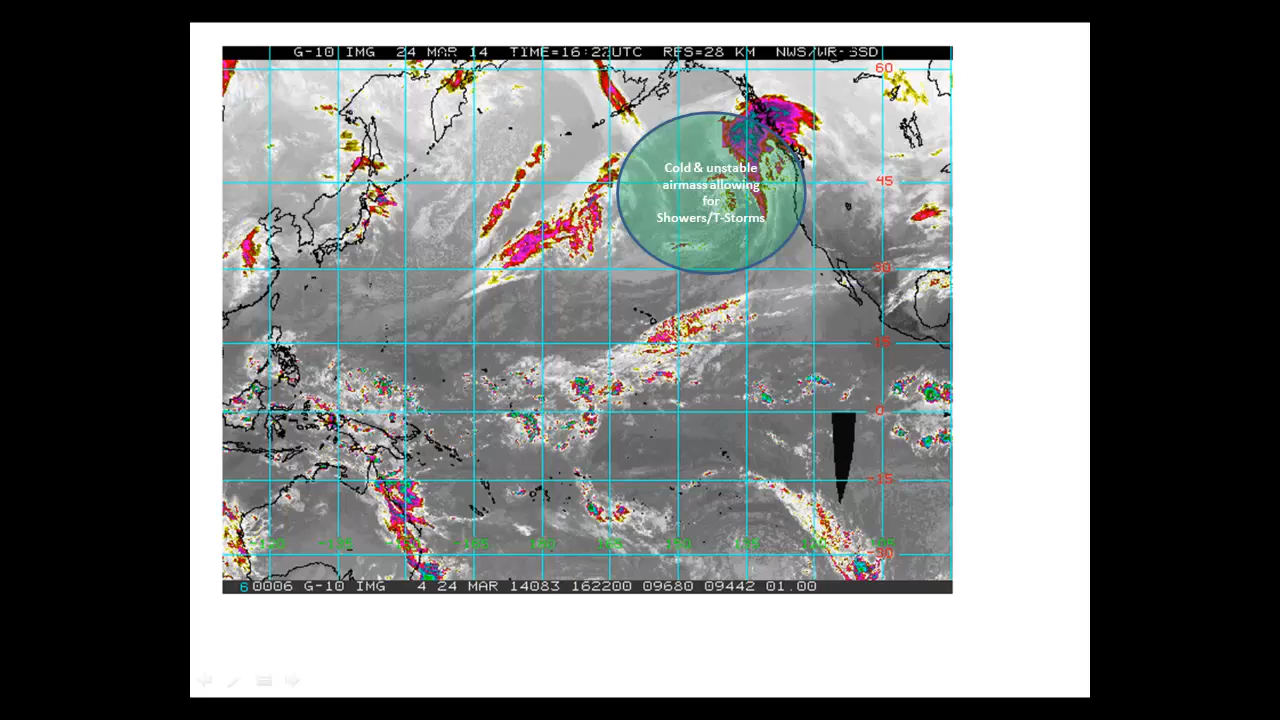 G-10 IMG 24 MAR 14 TIME=16:22UTC RES=28 KM NWS/WR-SSD
60
Cold & unstable
airmass allowing
for
Showers/T-Storms
45
30
15
0
-15
-30
60006 G-10 IMG 4 24 MAR 14083 162200 09680 09442 01.00